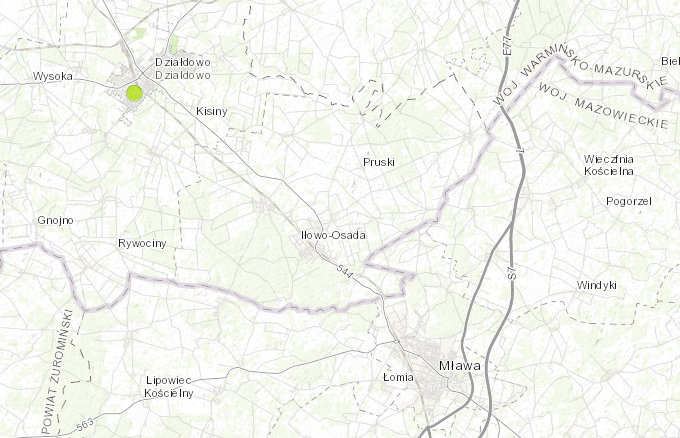 E77
Działdowo
Działdowo
Wysoka
WOJ. WARMIŃSKO-MAZURSKIE
WOJ MAZOWIECKIE
Kisiny
7
Pruski
Wieczfnia
Kościelna
Pogorzel
Gnojno
Rywociny
Iłowo-Osada
544
S7
Windyki
POWIAT ŻUROMIŃSKI
Mława
Łomia
Lipowiec
Kościelny
563